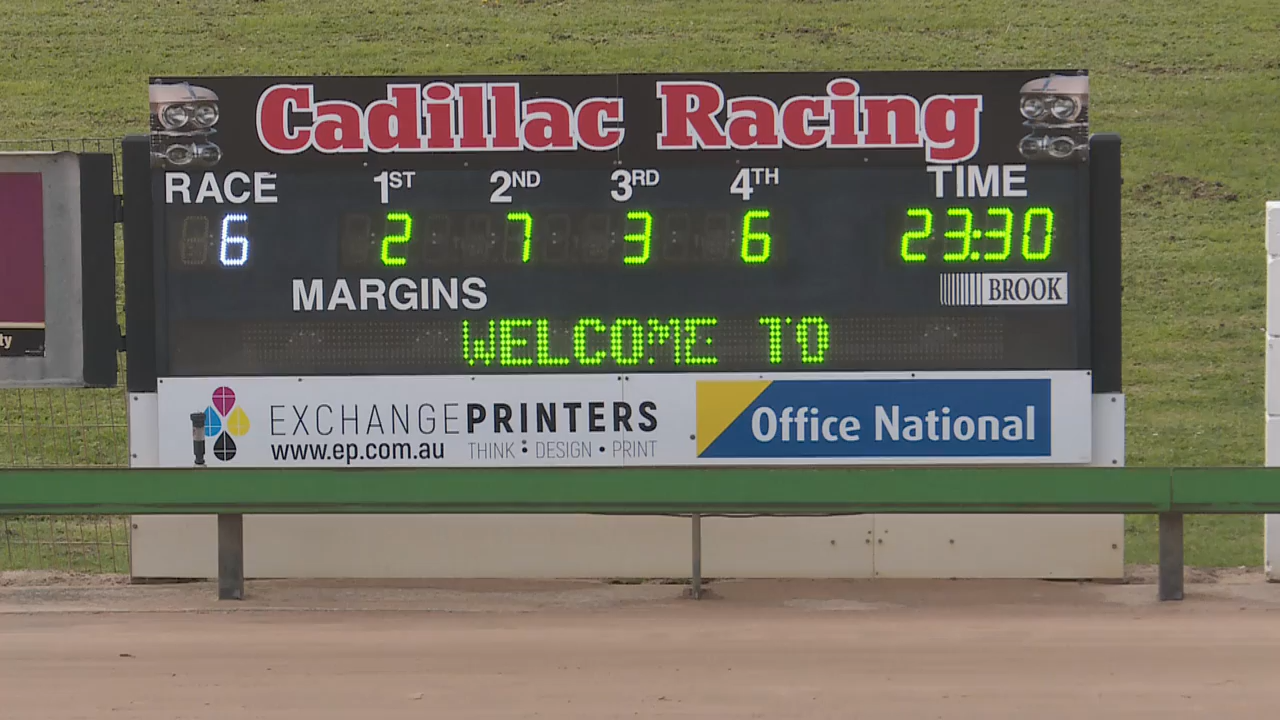 Cadillac Racing
RACE 1ST 2ND 3RD 4TH TIME
6 2 7 3 6 23:30
MARGINS
BROOK
WELCOME TO
ty
EXCHANGEPRINTERS
www.ep.com.au THINK : DESIGN • PRINT
Office National